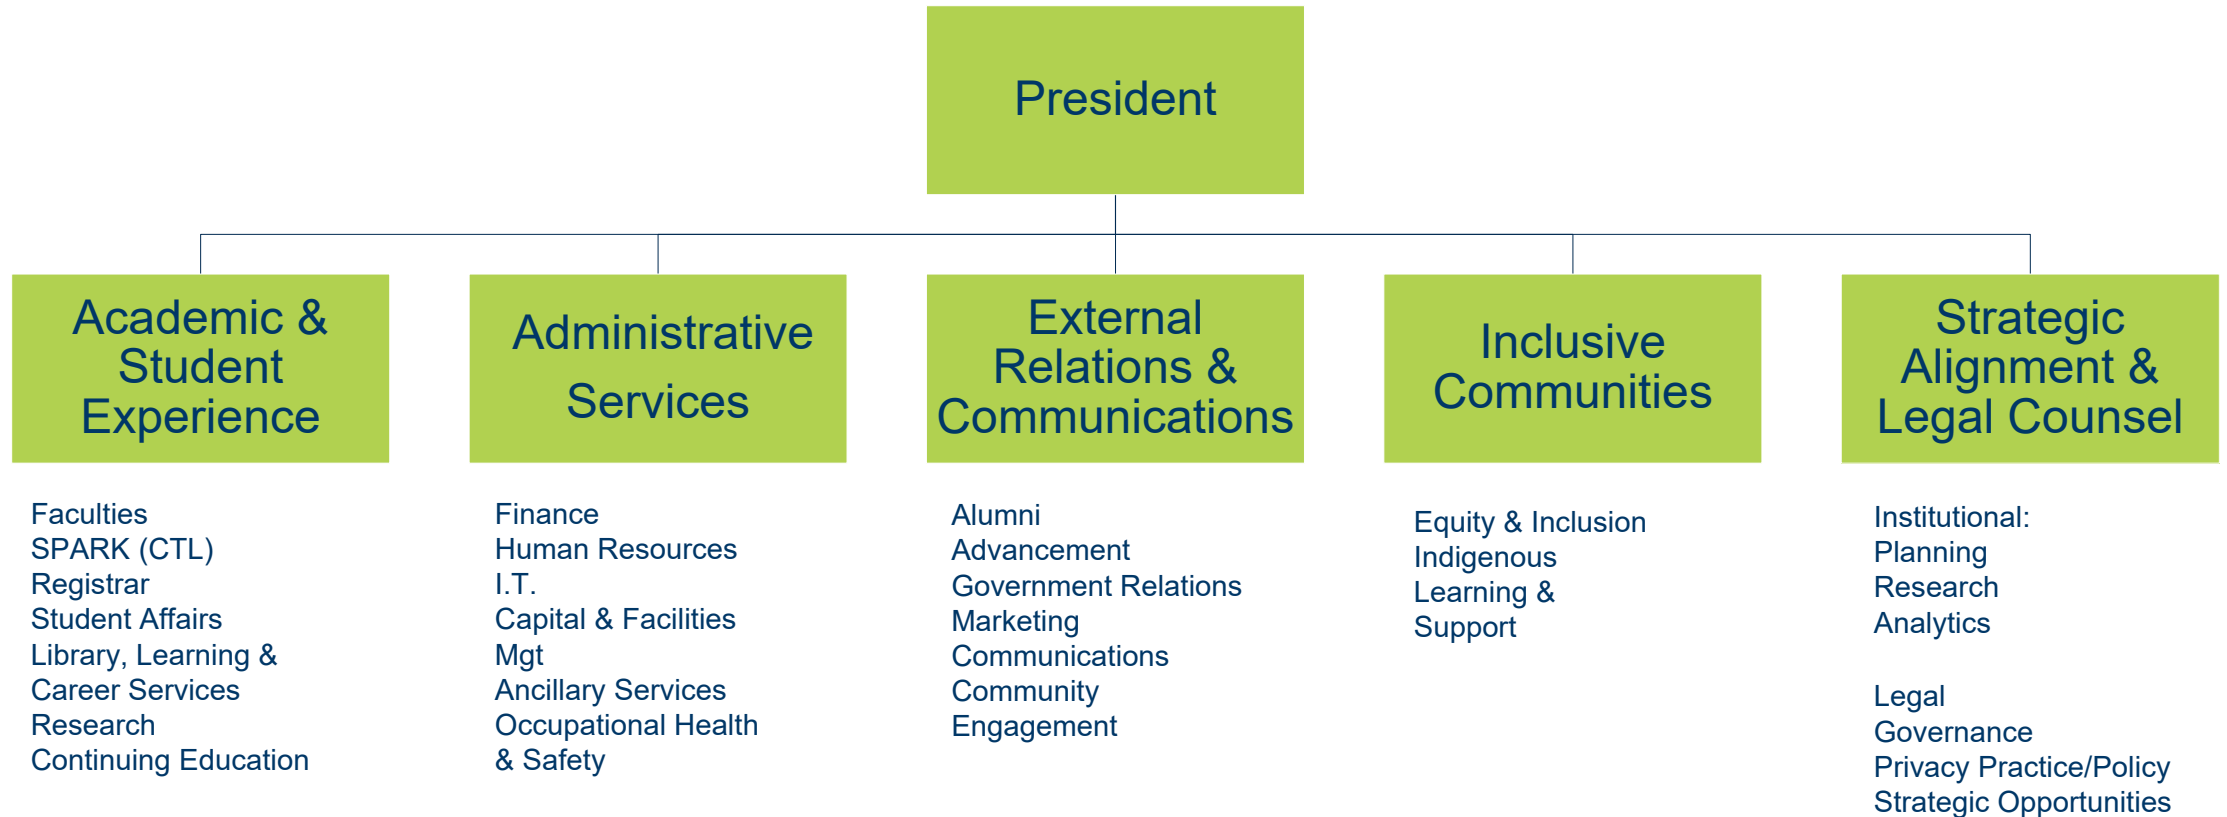 President
Academic &
Student
Experience
Administrative
Services
External
Relations &
Communications
Inclusive
Communities
Strategic
Alignment &
Legal Counsel
Faculties
SPARK (CTL)
Registrar
Student Affairs
Library, Learning &
Career Services
Research
Continuing Education
Finance
Human Resources
I.T.
Capital & Facilities
Mgt
Ancillary Services
Occupational Health
& Safety
Alumni
Advancement
Government Relations
Marketing
Communications
Community
Engagement
Equity & Inclusion
Indigenous
Learning &
Support
Institutional:
Planning
Research
Analytics
Legal
Governance
Privacy Practice/Policy
Strategic Opportunities